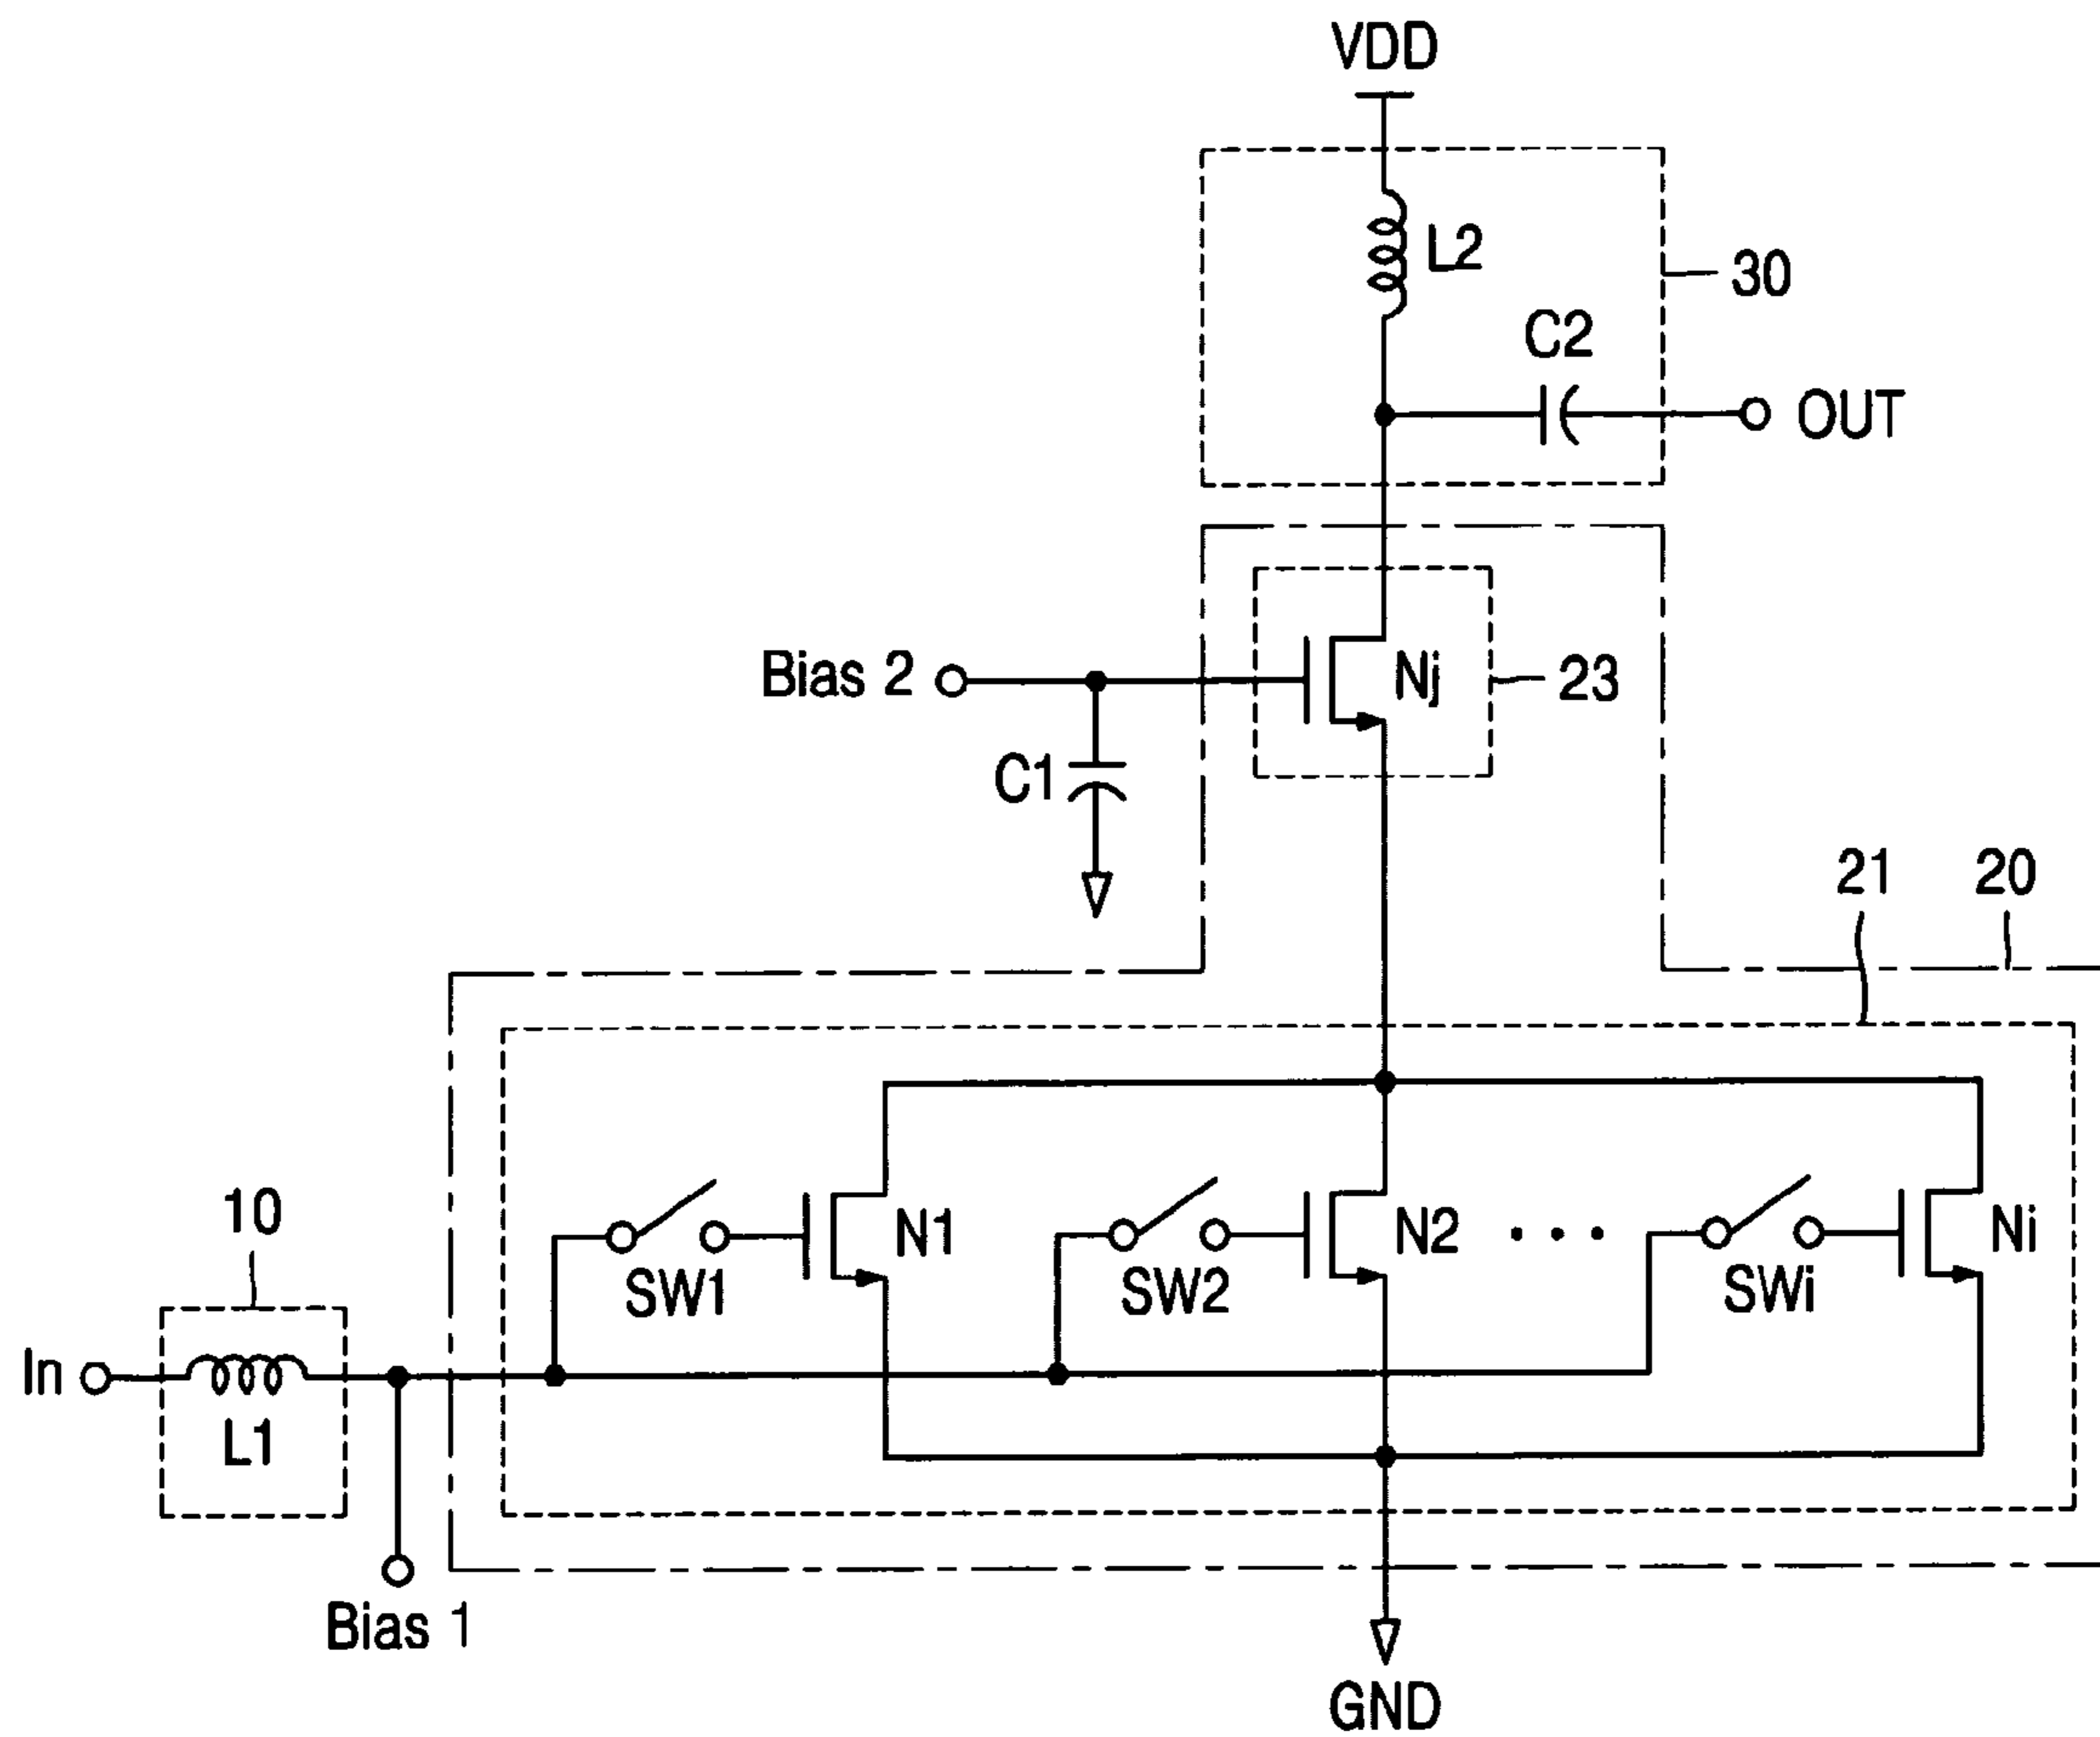 VDD
L2
30
C2
OUT
Bias 2
Nj
23
C1
21
20
10
N1
N2
. . .
Ni
SW1
SW2
SWi
In
L1
Bias 1
GND